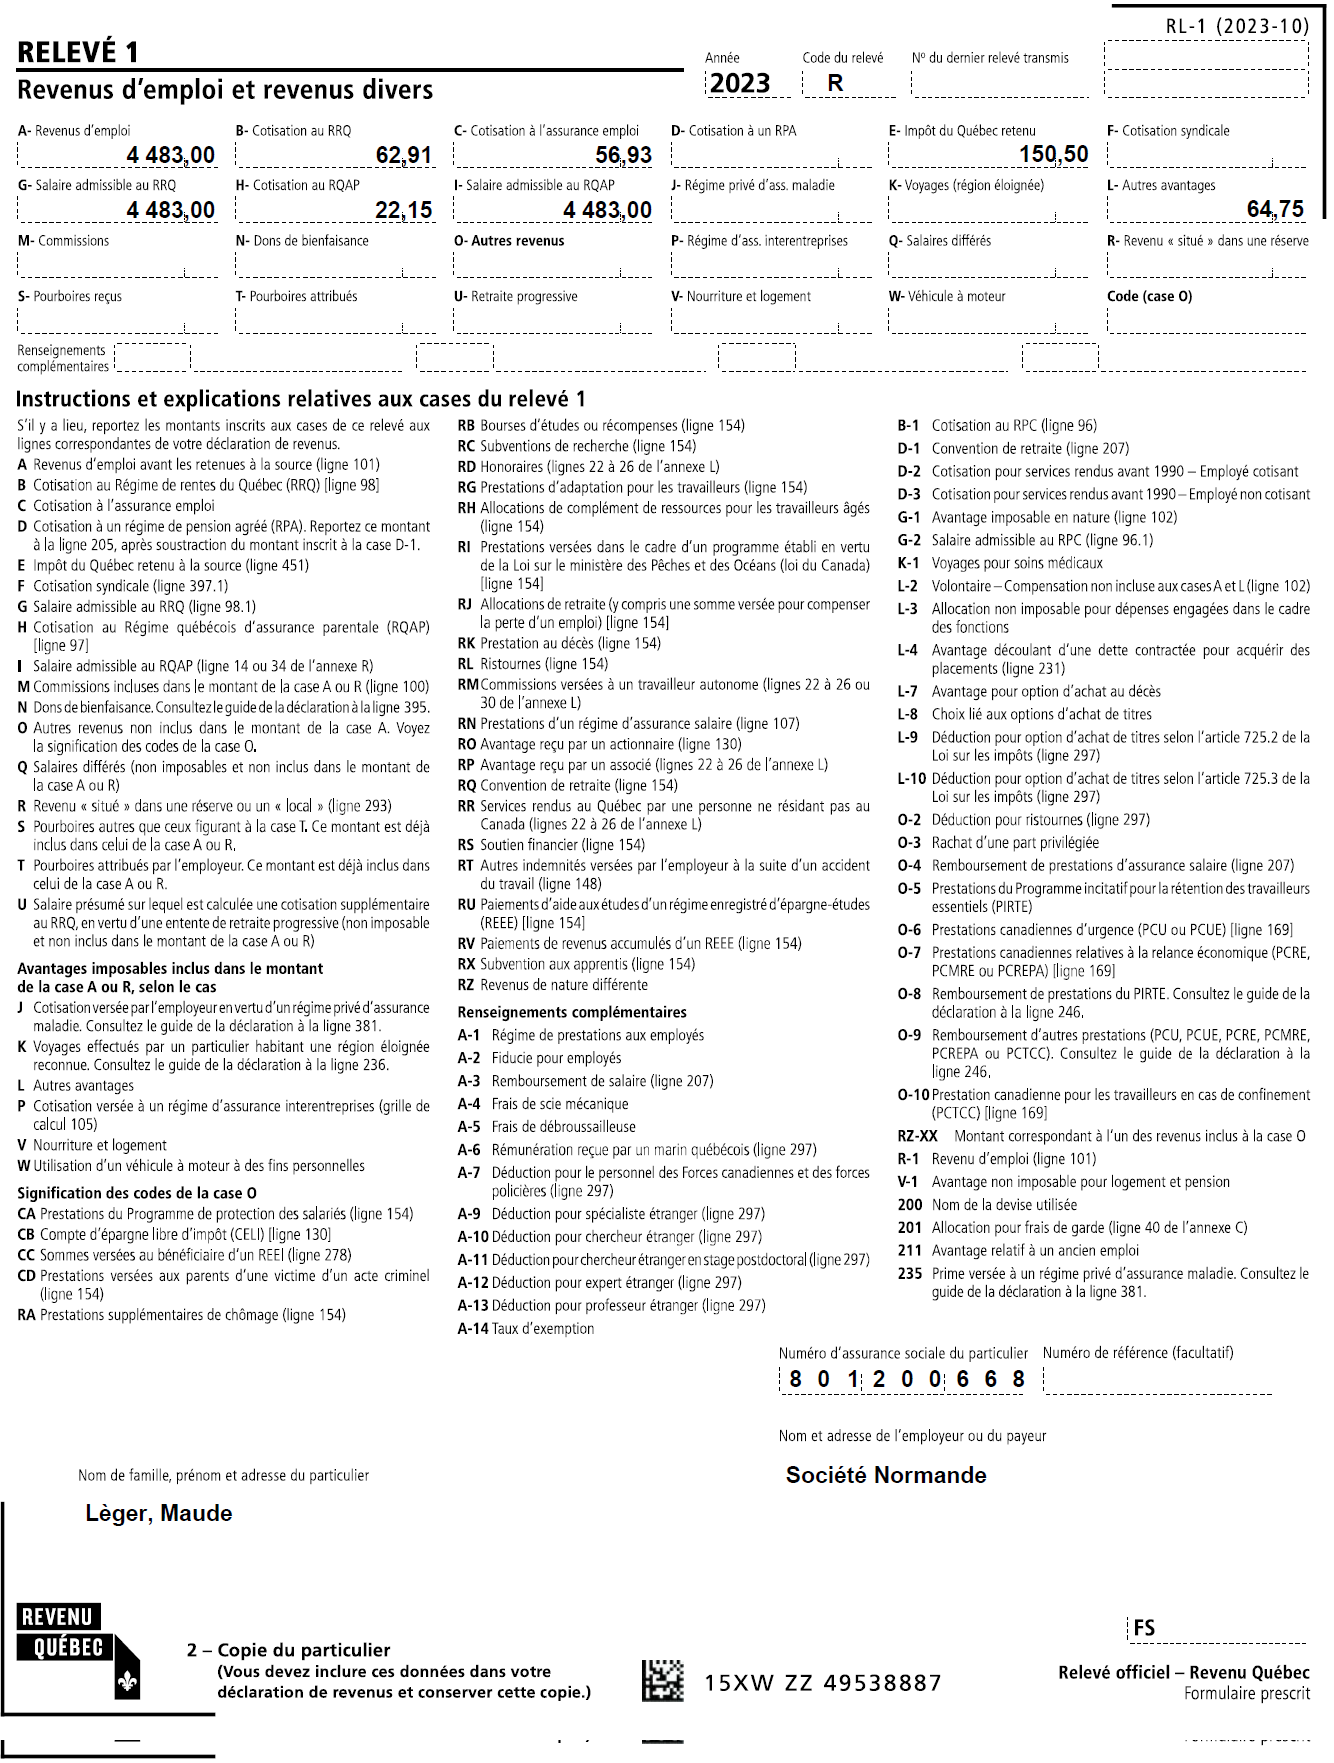 RL-1 (2023-10)
RELEVÉ 1
Revenus d'emploi et revenus divers
Année
Code du relevé
Nº du dernier relevé transmis
2023
R
A- Revenus d'emploi
B- Cotisation au RRQ
C- Cotisation à l'assurance emploi
D- Cotisation à un RPA
E- Impôt du Québec retenu
F- Cotisation syndicale
4 483,00
62,91
56,93
150,50
G- Salaire admissible au RRQ
H- Cotisation au RQAP
I- Salaire admissible au RQAP
J- Régime privé d'ass. maladie
K- Voyages (région éloignée)
L- Autres avantages
4 483,00
22,15
4 483,00
64,75
M- Commissions
N- Dons de bienfaisance
O- Autres revenus
P- Régime d'ass. interentreprises
Q- Salaires différés
R- Revenu « situé » dans une réserve
S- Pourboires reçus
T- Pourboires attribués
U- Retraite progressive
V- Nourriture et logement
W- Véhicule à moteur
Code (case O)
Renseignements
complémentaires
Instructions et explications relatives aux cases du relevé 1
S'il y a lieu, reportez les montants inscrits aux cases de ce relevé aux
lignes correspondantes de votre déclaration de revenus.
A Revenus d'emploi avant les retenues à la source (ligne 101)
B Cotisation au Régime de rentes du Québec (RRQ) [ligne 98]
C Cotisation à l'assurance emploi
D Cotisation à un régime de pension agréé (RPA). Reportez ce montant
à la ligne 205, après soustraction du montant inscrit à la case D-1.
E Impôt du Québec retenu à la source (ligne 451)
F Cotisation syndicale (ligne 397.1)
G Salaire admissible au RRQ (ligne 98.1)
H Cotisation au Régime québécois d'assurance parentale (RQAP)
[ligne 97]
I Salaire admissible au RQAP (ligne 14 ou 34 de l'annexe R)
M Commissions incluses dans le montant de la case A ou R (ligne 100)
N Dons de bienfaisance. Consultez le guide de la déclaration à la ligne 395.
O Autres revenus non inclus dans le montant de la case A. Voyez
la signification des codes de la case O.
Q Salaires différés (non imposables et non inclus dans le montant de
la case A ou R)
R Revenu « situé » dans une réserve ou un « local » (ligne 293)
S Pourboires autres que ceux figurant à la case T. Ce montant est déjà
inclus dans celui de la case A ou R.
T Pourboires attribués par l'employeur. Ce montant est déjà inclus dans
celui de la case A ou R.
U Salaire présumé sur lequel est calculée une cotisation supplémentaire
au RRQ, en vertu d'une entente de retraite progressive (non imposable
et non inclus dans le montant de la case A ou R)
Avantages imposables inclus dans le montant
de la case A ou R, selon le cas
J Cotisation versée par l'employeur en vertu d'un régime privé d'assurance
maladie. Consultez le guide de la déclaration à la ligne 381.
K Voyages effectués par un particulier habitant une région éloignée
reconnue. Consultez le guide de la déclaration à la ligne 236.
L Autres avantages
P Cotisation versée à un régime d'assurance interentreprises (grille de
calcul 105)
V Nourriture et logement
W Utilisation d'un véhicule à moteur à des fins personnelles
Signification des codes de la case O
CA Prestations du Programme de protection des salariés (ligne 154)
CB Compte d'épargne libre d'impôt (CELI) [ligne 130]
CC Sommes versées au bénéficiaire d'un REEI (ligne 278)
CD Prestations versées aux parents d'une victime d'un acte criminel
(ligne 154)
RA Prestations supplémentaires de chômage (ligne 154)
RB Bourses d'études ou récompenses (ligne 154)
RC Subventions de recherche (ligne 154)
RD Honoraires (lignes 22 à 26 de l'annexe L)
RG Prestations d'adaptation pour les travailleurs (ligne 154)
RH Allocations de complément de ressources pour les travailleurs âgés
(ligne 154)
RI Prestations versées dans le cadre d'un programme établi en vertu
de la Loi sur le ministère des Pêches et des Océans (loi du Canada)
[ligne 154]
RJ Allocations de retraite (y compris une somme versée pour compenser
la perte d'un emploi) [ligne 154]
RK Prestation au décès (ligne 154)
RL Ristournes (ligne 154)
RM Commissions versées à un travailleur autonome (lignes 22 à 26 ou
30 de l'annexe L)
RN Prestations d'un régime d'assurance salaire (ligne 107)
RO Avantage reçu par un actionnaire (ligne 130)
RP Avantage reçu par un associé (lignes 22 à 26 de l'annexe L)
RQ Convention de retraite (ligne 154)
RR Services rendus au Québec par une personne ne résidant pas au
Canada (lignes 22 à 26 de l'annexe L)
RS Soutien financier (ligne 154)
RT Autres indemnités versées par l'employeur à la suite d'un accident
du travail (ligne 148)
RU Paiements d'aide aux études d'un régime enregistré d'épargne-études
(REEE) [ligne 154]
RV Paiements de revenus accumulés d'un REEE (ligne 154)
RX Subvention aux apprentis (ligne 154)
RZ Revenus de nature différente
Renseignements complémentaires
A-1 Régime de prestations aux employés
A-2 Fiducie pour employés
A-3 Remboursement de salaire (ligne 207)
A-4 Frais de scie mécanique
A-5 Frais de débroussailleuse
A-6 Rémunération reçue par un marin québécois (ligne 297)
A-7 Déduction pour le personnel des Forces canadiennes et des forces
policières (ligne 297)
A-9 Déduction pour spécialiste étranger (ligne 297)
A-10 Déduction pour chercheur étranger (ligne 297)
A-11 Déduction pour chercheur étranger en stage postdoctoral (ligne 297)
A-12 Déduction pour expert étranger (ligne 297)
A-13 Déduction pour professeur étranger (ligne 297)
A-14 Taux d'exemption
B-1 Cotisation au RPC (ligne 96)
D-1 Convention de retraite (ligne 207)
D-2 Cotisation pour services rendus avant 1990 – Employé cotisant
D-3 Cotisation pour services rendus avant 1990 – Employé non cotisant
G-1 Avantage imposable en nature (ligne 102)
G-2 Salaire admissible au RPC (ligne 96.1)
K-1 Voyages pour soins médicaux
L-2 Volontaire – Compensation non incluse aux cases A et L (ligne 102)
L-3 Allocation non imposable pour dépenses engagées dans le cadre
des fonctions
L-4 Avantage découlant d'une dette contractée pour acquérir des
placements (ligne 231)
L-7 Avantage pour option d'achat au décès
L-8 Choix lié aux options d'achat de titres
L-9 Déduction pour option d'achat de titres selon l'article 725.2 de la
Loi sur les impôts (ligne 297)
L-10 Déduction pour option d'achat de titres selon l'article 725.3 de la
Loi sur les impôts (ligne 297)
O-2 Déduction pour ristournes (ligne 297)
O-3 Rachat d'une part privilégiée
O-4 Remboursement de prestations d'assurance salaire (ligne 207)
O-5 Prestations du Programme incitatif pour la rétention des travailleurs
essentiels (PIRTE)
O-6 Prestations canadiennes d'urgence (PCU ou PCUE) [ligne 169]
O-7 Prestations canadiennes relatives à la relance économique (PCRE,
PCMRE ou PCREPA) [ligne 169]
O-8 Remboursement de prestations du PIRTE. Consultez le guide de la
déclaration à la ligne 246.
O-9 Remboursement d'autres prestations (PCU, PCUE, PCRE, PCMRE,
PCREPA ou PCTCC). Consultez le guide de la déclaration à la
ligne 246.
O-10 Prestation canadienne pour les travailleurs en cas de confinement
(PCTCC) [ligne 169]
RZ-XX Montant correspondant à l'un des revenus inclus à la case O
R-1 Revenu d'emploi (ligne 101)
V-1 Avantage non imposable pour logement et pension
200 Nom de la devise utilisée
201 Allocation pour frais de garde (ligne 40 de l'annexe C)
211 Avantage relatif à un ancien emploi
235 Prime versée à un régime privé d'assurance maladie. Consultez le
guide de la déclaration à la ligne 381.
Numéro d'assurance sociale du particulier
Numéro de référence (facultatif)
8 0 1 2 0 0 6 6 8
Nom et adresse de l'employeur ou du payeur
Société Normande
Nom de famille, prénom et adresse du particulier
Lèger, Maude
REVENU
QUÉBEC
2 – Copie du particulier
(Vous devez inclure ces données dans votre
déclaration de revenus et conserver cette copie.)
15XW ZZ 49538887
FS
Relevé officiel – Revenu Québec
Formulaire prescrit